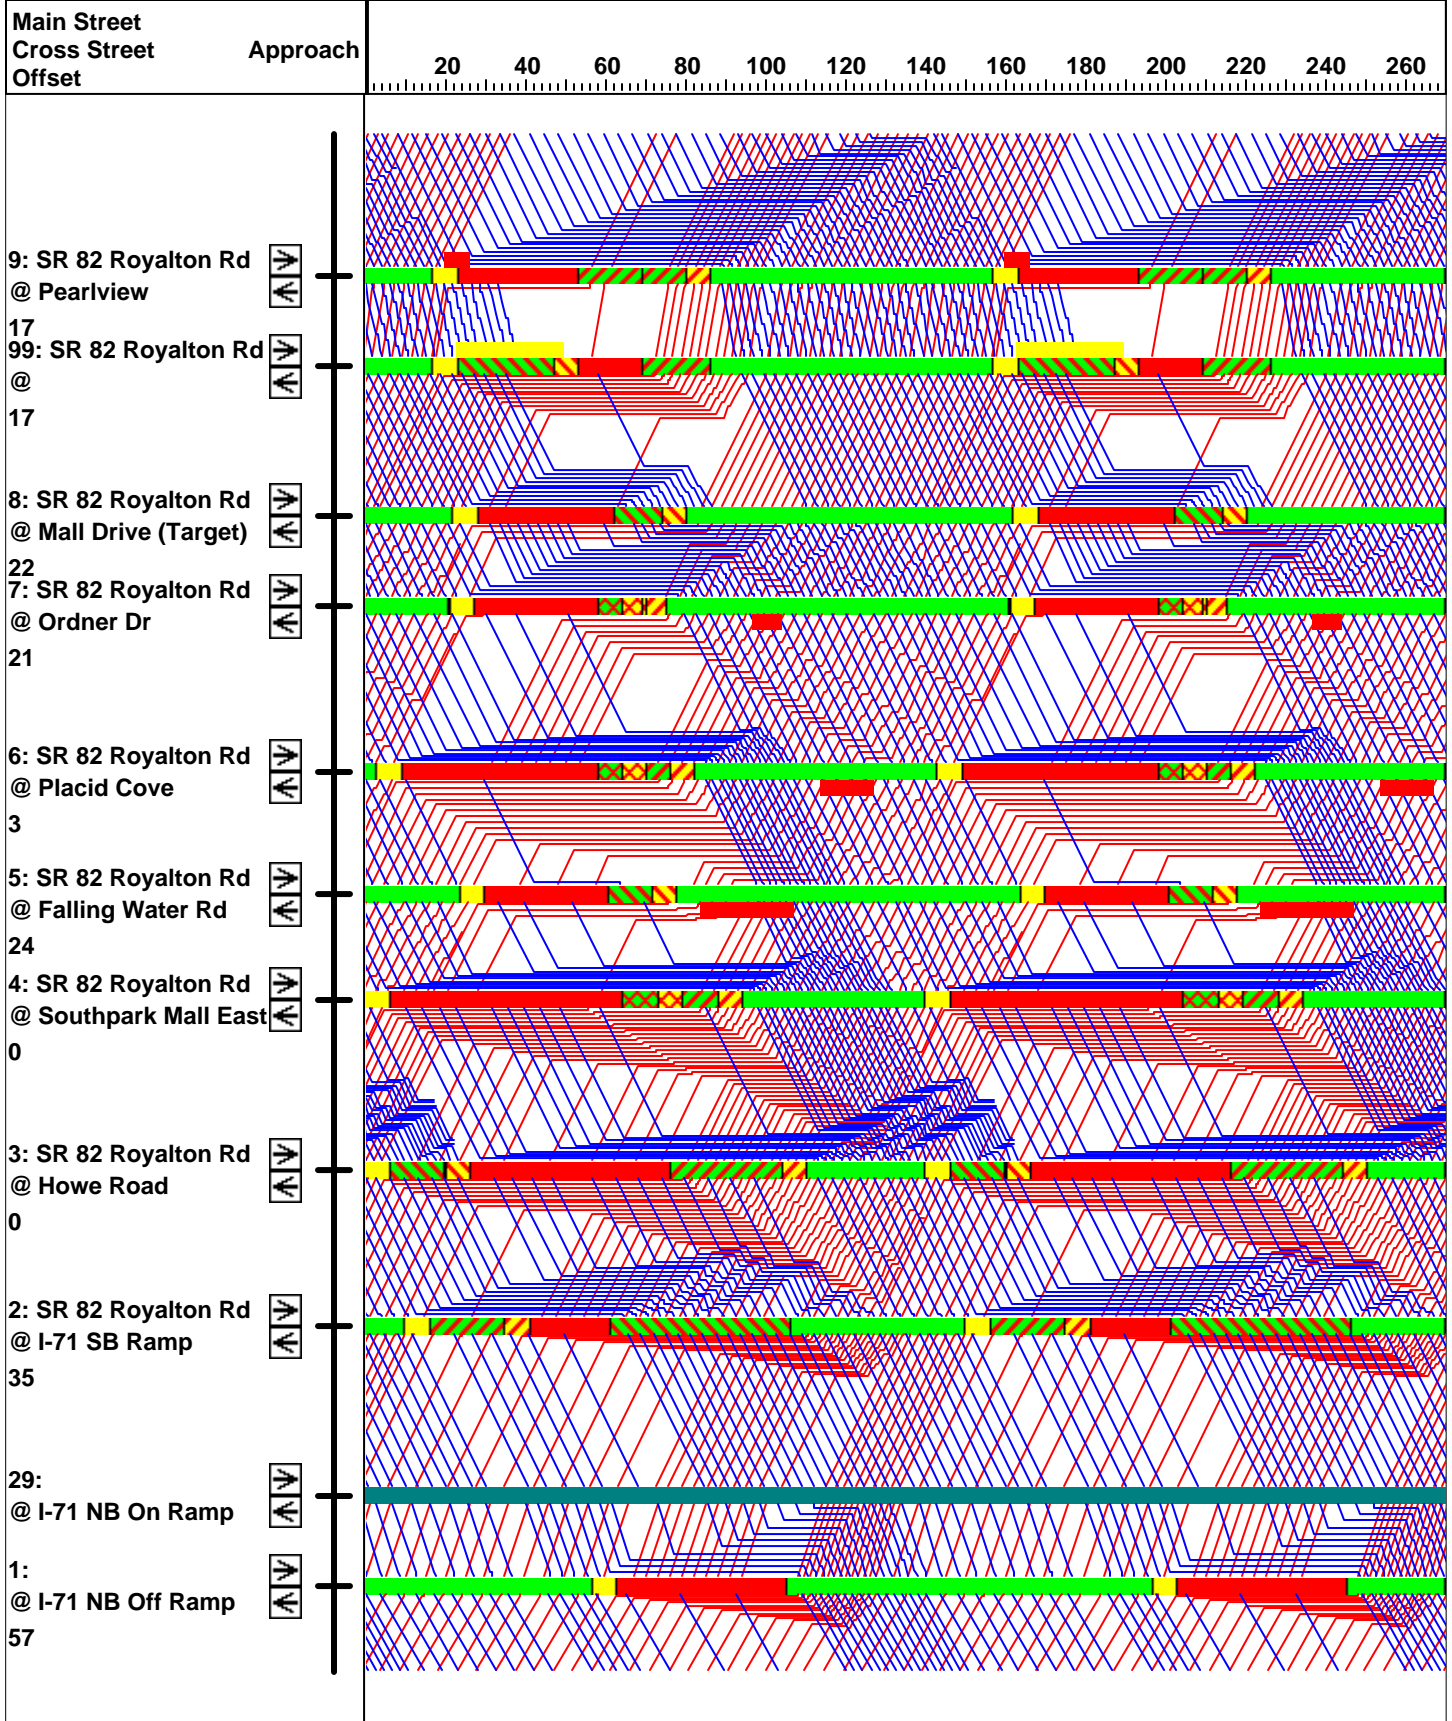 Main Street
Cross Street Approach
Offset
20 40 60 80 100 120 140 160 180 200 220 240 260
9: SR 82 Royalton Rd
@ Pearlview
17
99: SR 82 Royalton Rd
@
17
8: SR 82 Royalton Rd
@ Mall Drive (Target)
22
7: SR 82 Royalton Rd
@ Ordner Dr
21
6: SR 82 Royalton Rd
@ Placid Cove
3
5: SR 82 Royalton Rd
@ Falling Water Rd
24
4: SR 82 Royalton Rd
@ Southpark Mall East
0
3: SR 82 Royalton Rd
@ Howe Road
0
2: SR 82 Royalton Rd
@ I-71 SB Ramp
35
29:
@ I-71 NB On Ramp
1:
@ I-71 NB Off Ramp
57